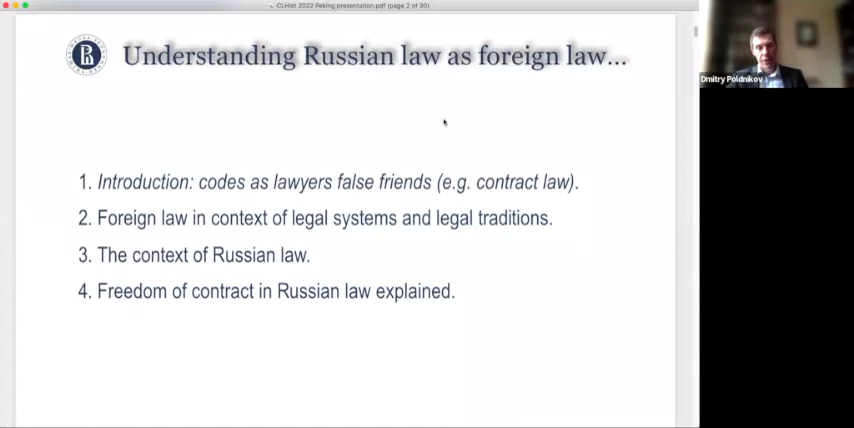 CLHist 2022 Peking presentation.pdf (page 2 of 30)
Understanding Russian law as foreign law...
Dmitry Poldnikov
1. Introduction: codes as lawyers false friends (e.g. contract law).
2. Foreign law in context of legal systems and legal traditions.
3. The context of Russian law.
4. Freedom of contract in Russian law explained.